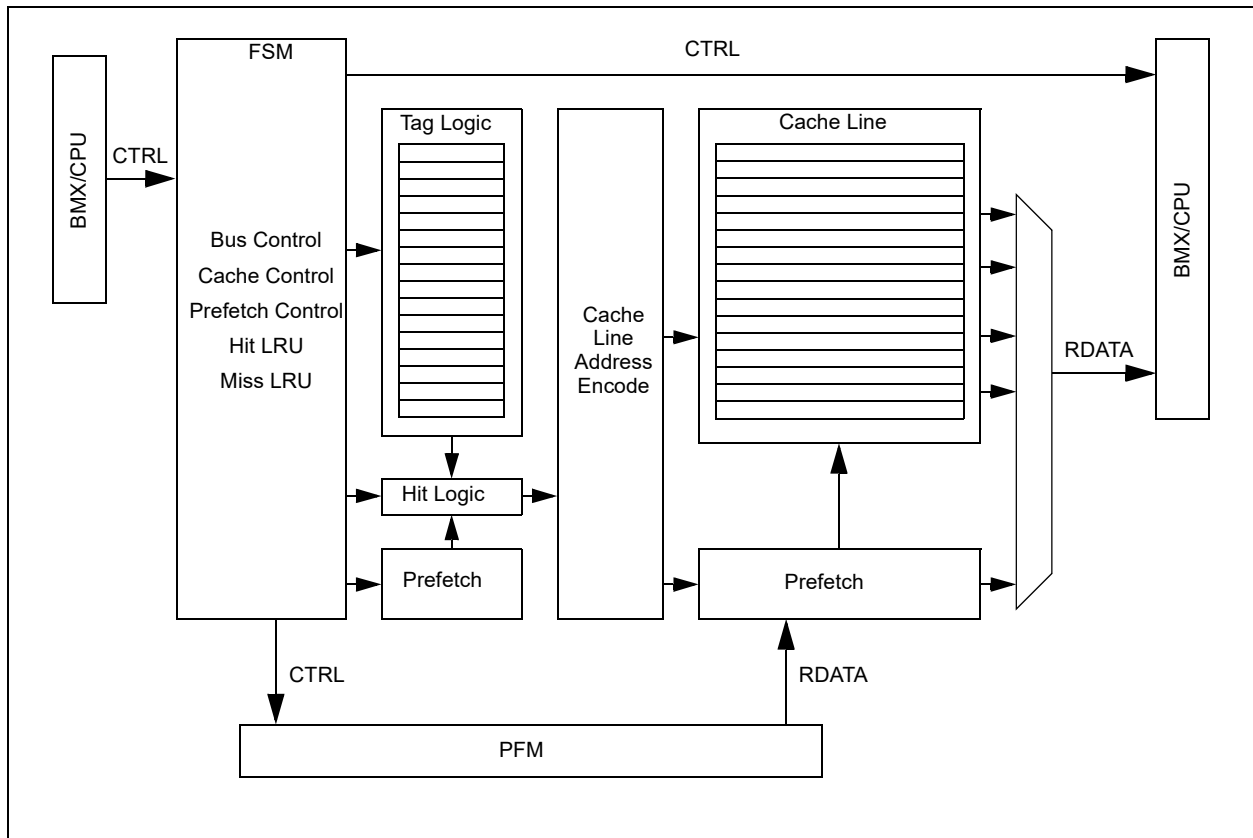 FSM
CTRL
BMX/CPU
CTRL
Bus Control
Cache Control
Prefetch Control
Hit LRU
Miss LRU
Tag Logic
Hit Logic
Prefetch
Cache
Line
Address
Encode
Cache Line
Prefetch
RDATA
BMX/CPU
CTRL
RDATA
PFM